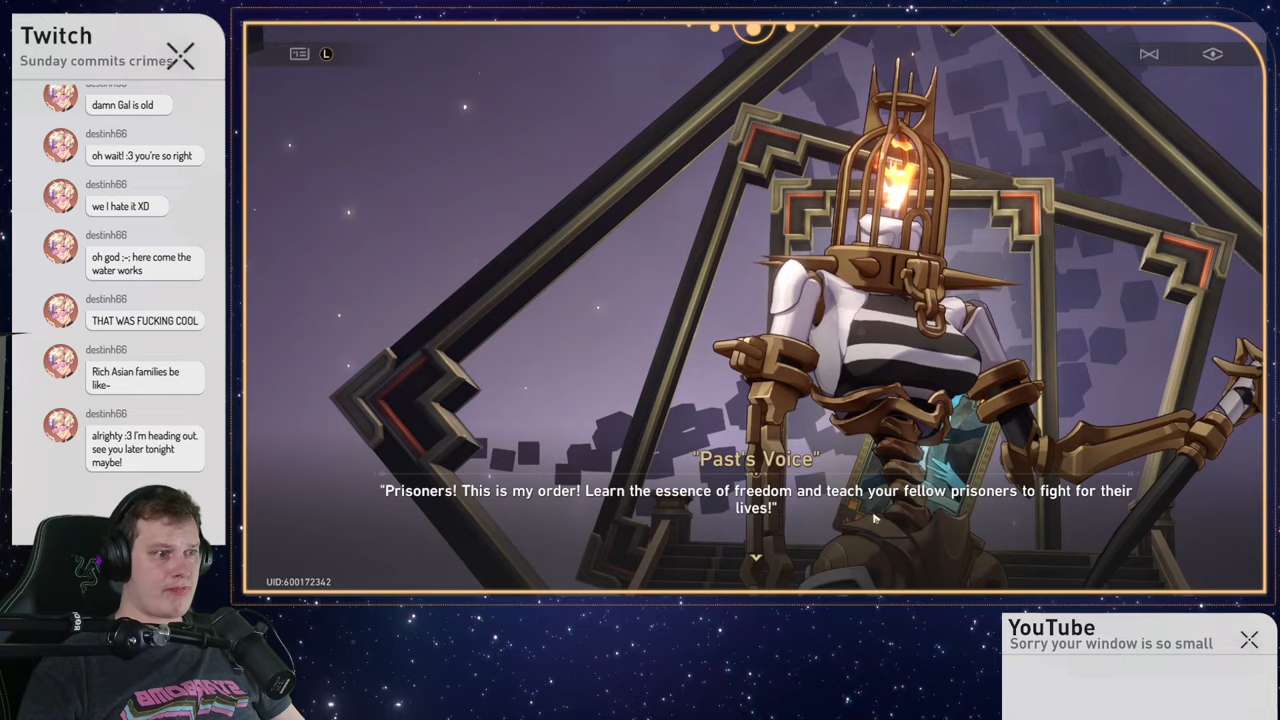 Twitch
Sunday commits crimes
damn Gal is old
destinh66
oh wait! :3 you're so right
destinh66
we I hate it XD
destinh66
oh god ;-; here come the
water works
destinh66
THAT WAS FUCKING COOL
destinh66
Rich Asian families be
like-
destinh66
alrighty :3 I'm heading out.
see you later tonight
maybe!
L
"Past's Voice"
"Prisoners! This is my order! Learn the essence of freedom and teach your fellow prisoners to fight for their
lives!"
UID:600172342
YouTube
Sorry your window is so small